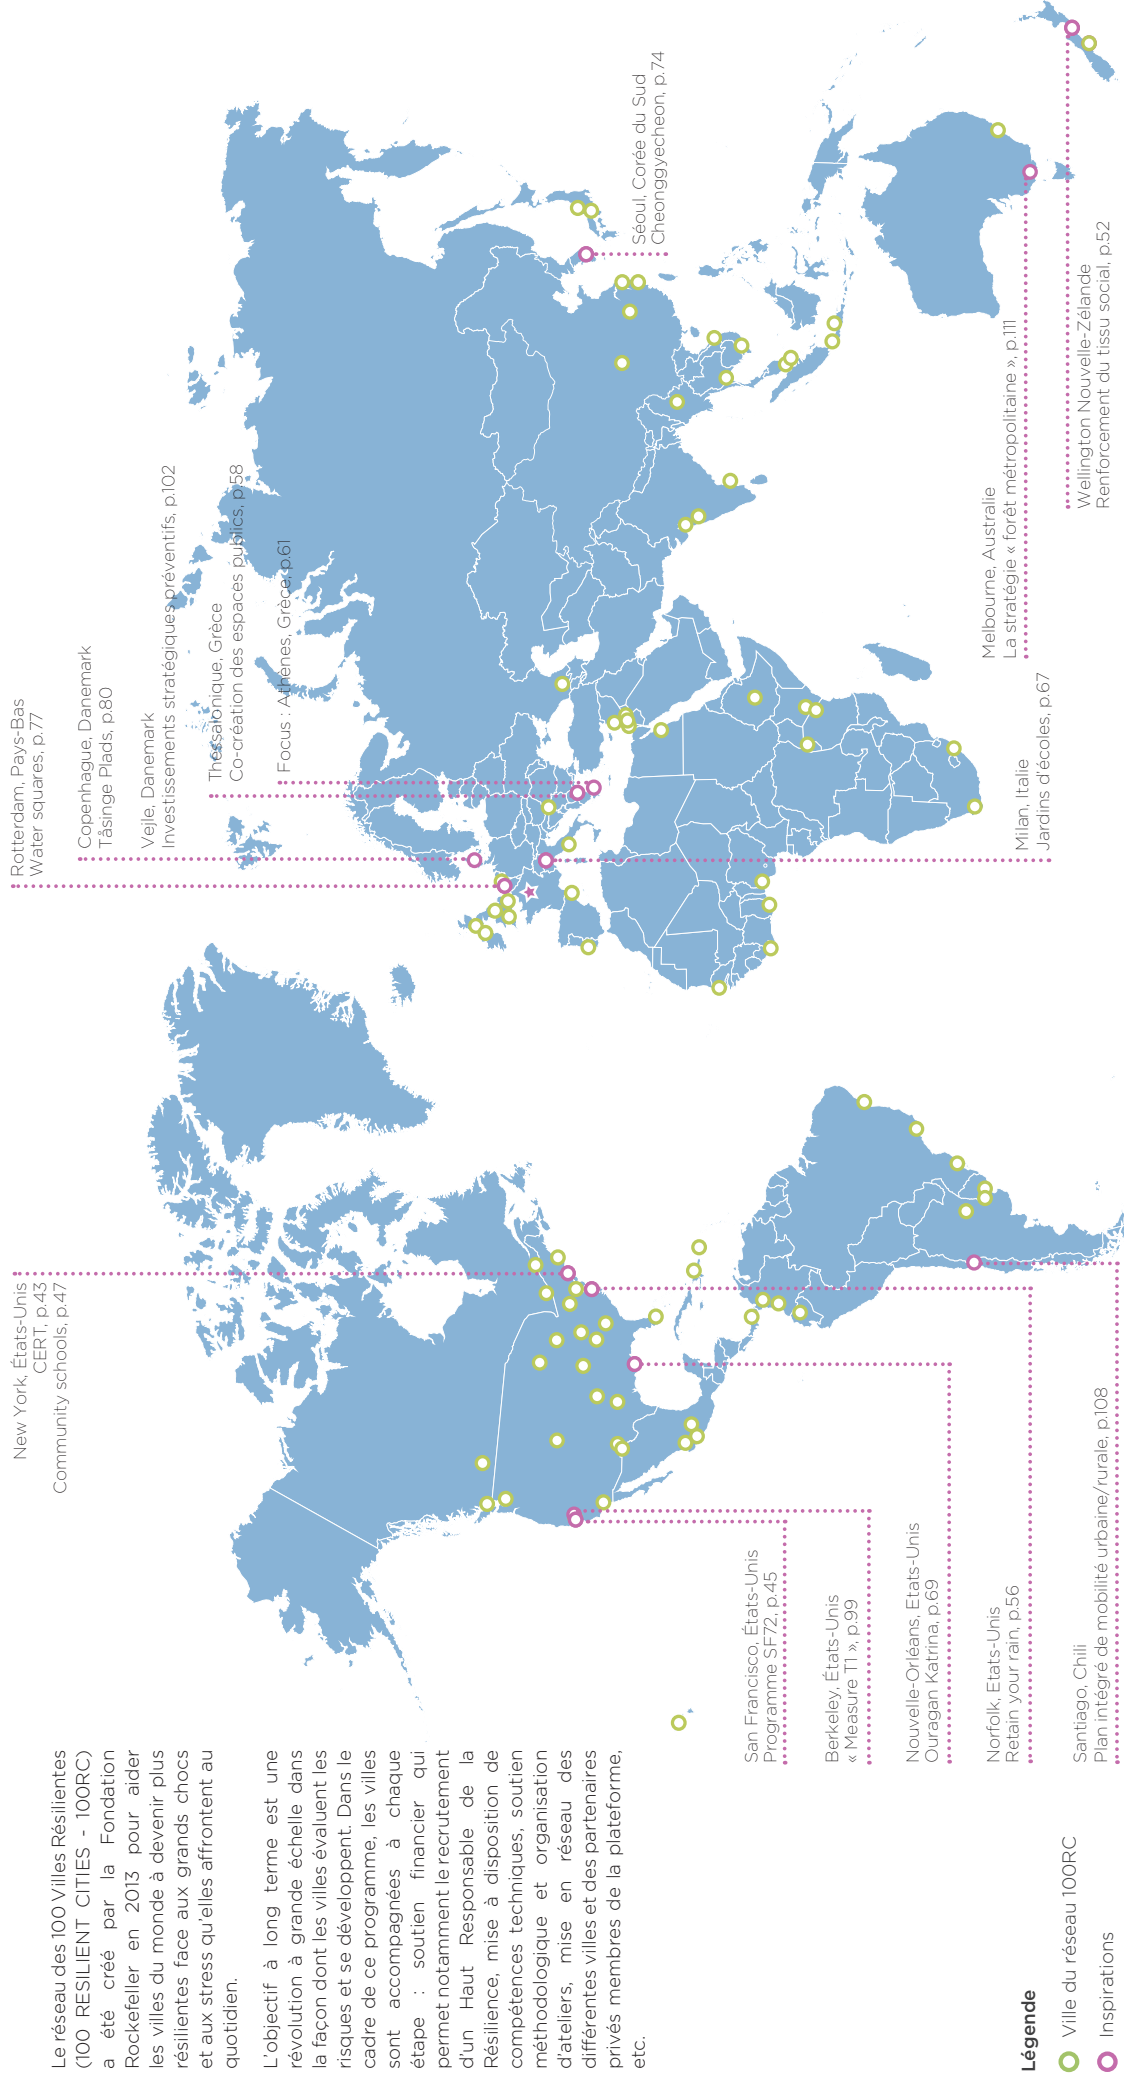 Le réseau des 100 Villes Résilientes
(100 RESILIENT CITIES - 100RC)
a été créé par la Fondation
Rockefeller en 2013 pour aider
les villes du monde à devenir plus
résilientes face aux grands chocs
et aux stress qu'elles affrontent au
quotidien.
L'objectif à long terme est une
révolution à grande échelle dans
la façon dont les villes évaluent les
risques et se développent. Dans le
cadre de ce programme, les villes
sont accompagnées à chaque
étape : soutien financier qui
permet notamment le recrutement
d'un Haut Responsable de la
Résilience, mise à disposition de
compétences techniques, soutien
méthodologique et organisation
d'ateliers, mise en réseau des
différentes villes et des partenaires
privés membres de la plateforme,
etc.
Légende
Ville du réseau 100RC
Inspirations
New York, États-Unis
CERT, p.43
Community schools, p.47
San Francisco, États-Unis
Programme SF72, p.45
Berkeley, États-Unis
« Measure T1 », p.99
Nouvelle-Orléans, Etats-Unis
Ouragan Katrina, p.69
Norfolk, Etats-Unis
Retain your rain, p.56
Santiago, Chili
Plan intégré de mobilité urbaine/rurale, p.108
Rotterdam, Pays-Bas
Water squares, p.77
Copenhague, Danemark
Tåsinge Plads, p.80
Vejle, Danemark
Investissements stratégiques préventifs, p.102
Thessalonique, Grèce
Co-création des espaces publics, p.58
Focus : Athènes, Grèce, p.61
Séoul, Corée du Sud
Cheonggyecheon, p.74
Milan, Italie
Jardins d'écoles, p.67
Melbourne, Australie
La stratégie « forêt métropolitaine », p.111
Wellington Nouvelle-Zélande
Renforcement du tissu social, p.52